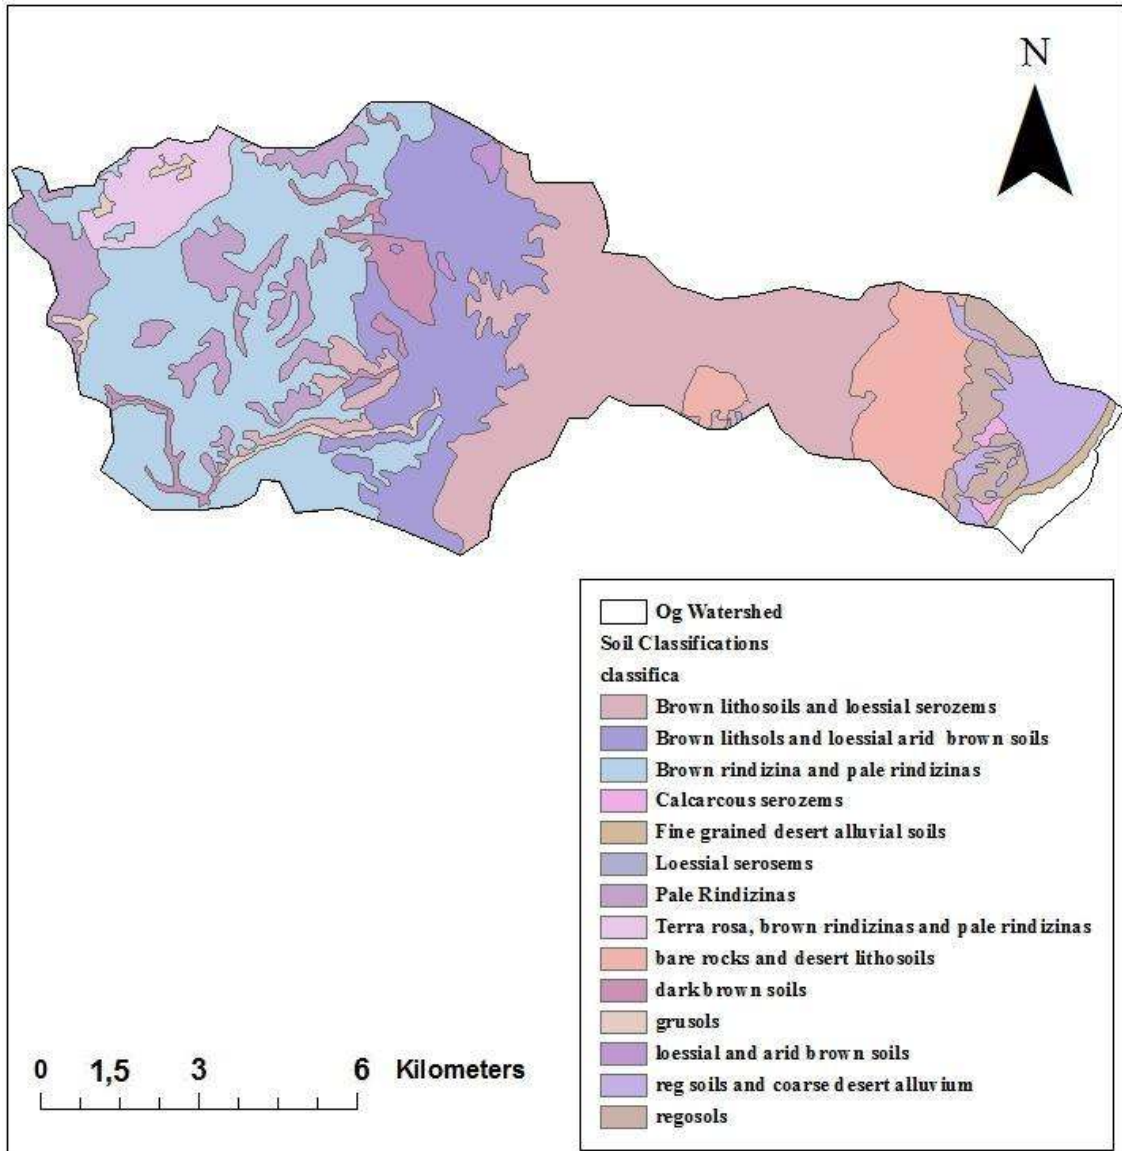 N
Og Watershed
Soil Classifications
classifica
Brown lithosoils and loessial serozems
Brown lithsols and loessial arid brown soils
Brown rindizina and pale rindizinas
Calcarcous serozems
Fine grained desert alluvial soils
Loessial serosems
Pale Rindizinas
Terra rosa, brown rindizinas and pale rindizinas
bare rocks and desert lithosoils
dark brown soils
grusols
loessial and arid brown soils
reg soils and coarse desert alluvium
regosols
0 1,5 3 6 Kilometers